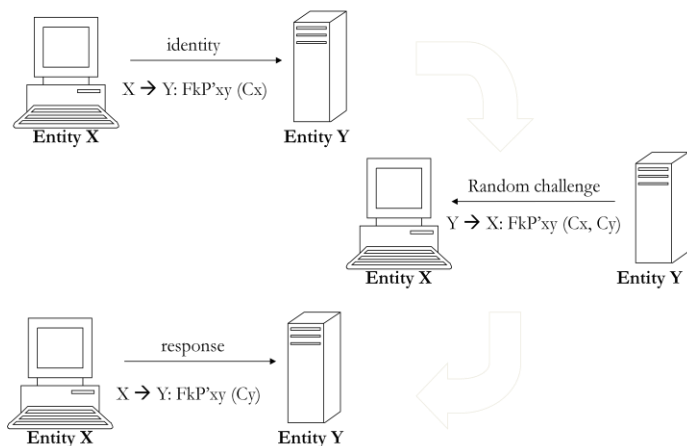 identity
X → Y: FkP'xy (Cx)
Entity X
Entity Y
Random challenge
Y → X: FkP'xy (Cx, Cy)
Entity X
Entity Y
response
X → Y: FkP'xy (Cy)
Entity X
Entity Y